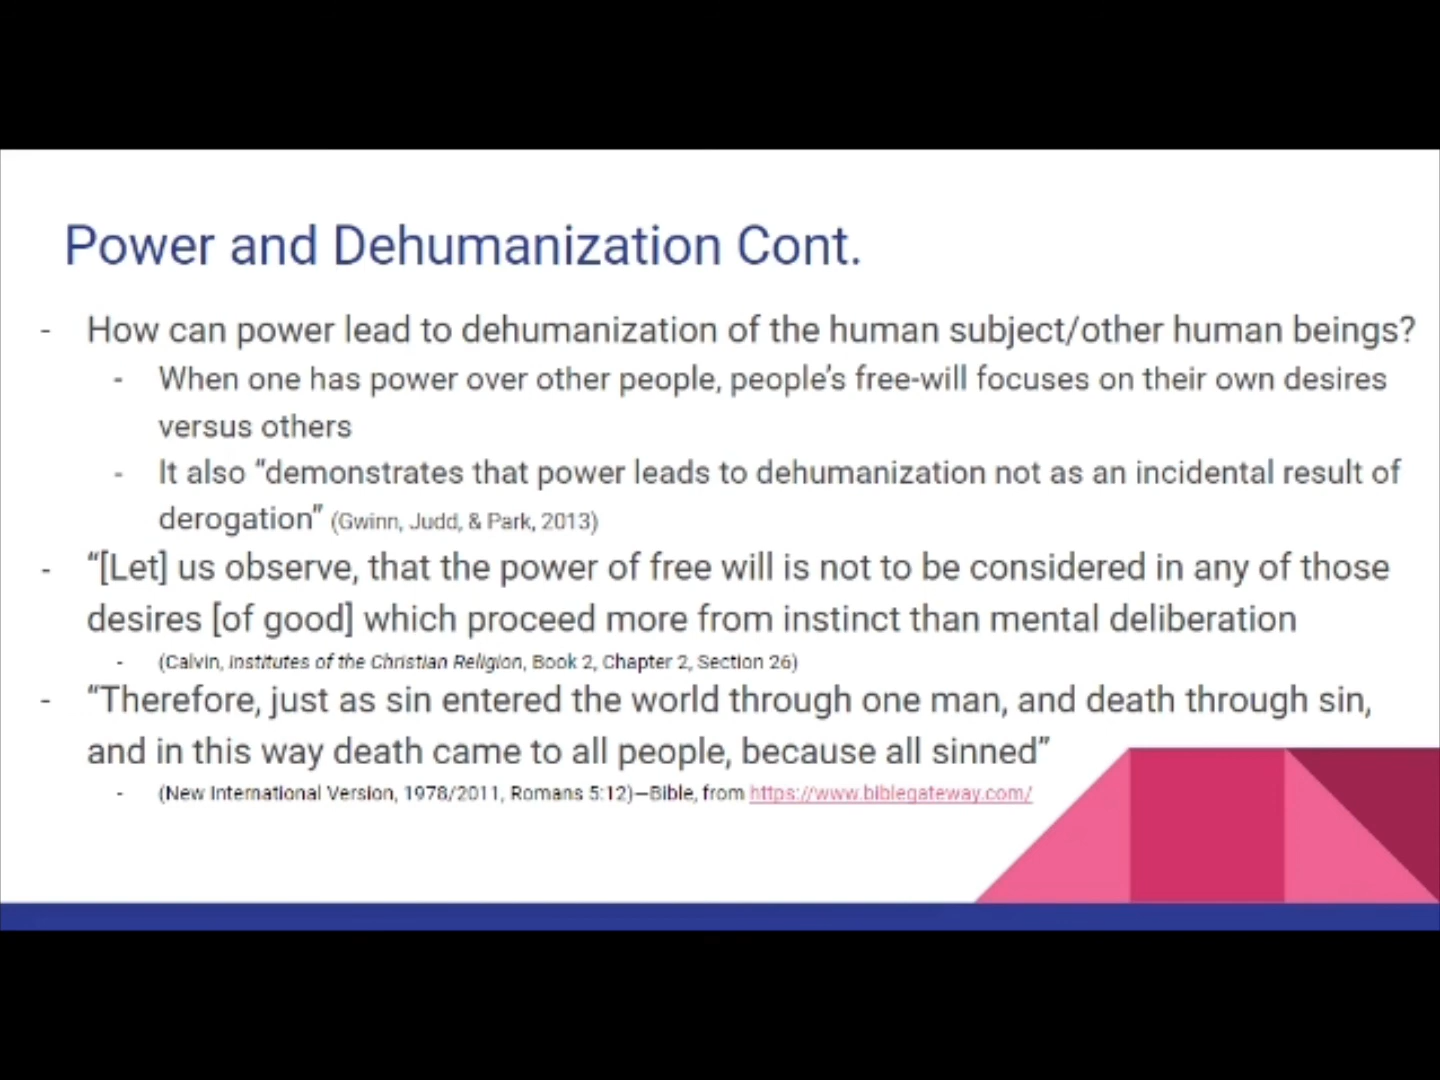 Power and Dehumanization Cont.
- How can power lead to dehumanization of the human subject/other human beings?
- When one has power over other people, people’s free-will focuses on their own desires
versus others
- It also “demonstrates that power leads to dehumanization not as an incidental result of
derogation” (Gwinn, Judd, & Park, 2013)
- “[Let] us observe, that the power of free will is not to be considered in any of those
desires [of good] which proceed more from instinct than mental deliberation
- (Calvin, Institutes of the Christian Religion, Book 2, Chapter 2, Section 26)
- “Therefore, just as sin entered the world through one man, and death through sin,
and in this way death came to all people, because all sinned”
- (New International Version, 1978/2011, Romans 5:12)—Bible, from https://www.biblegateway.com/